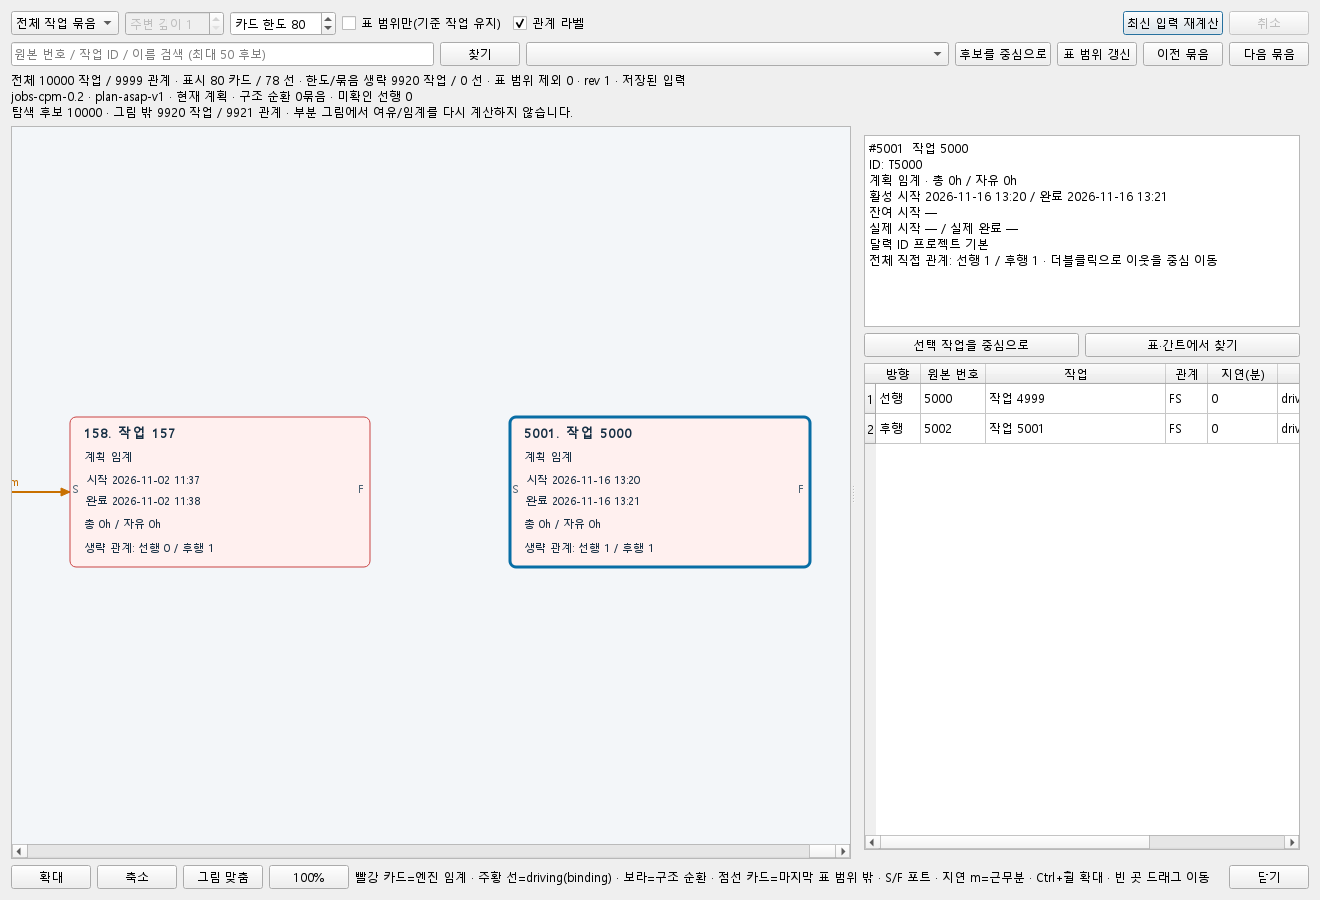 전체 작업 묶음 주변 깊이 1 카드 한도 80 표 범위만(기준 작업 유지) 관계 라벨 최신 입력 재계산 취소
원본 번호 / 작업 ID / 이름 검색 (최대 50 후보) 찾기 후보를 중심으로 표 범위 갱신 이전 묶음 다음 묶음
전체 10000 작업 / 9999 관계 · 표시 80 카드 / 78 선 · 한도/묶음 생략 9920 작업 / 0 선 · 표 범위 제외 0 · rev 1 · 저장된 입력
jobs-cpm-0.2 · plan-asap-v1 · 현재 계획 · 구조 순환 0묶음 · 미확인 선행 0
탐색 후보 10000 · 그림 밖 9920 작업 / 9921 관계 · 부분 그림에서 여유/임계를 다시 계산하지 않습니다.
m
158. 작업 157
계획 임계
시작 2026-11-02 11:37
S F
완료 2026-11-02 11:38
총 0h / 자유 0h
생략 관계: 선행 0 / 후행 1
5001. 작업 5000
계획 임계
시작 2026-11-16 13:20
S F
완료 2026-11-16 13:21
총 0h / 자유 0h
생략 관계: 선행 1 / 후행 1
#5001 작업 5000
ID: T5000
계획 임계 · 총 0h / 자유 0h
활성 시작 2026-11-16 13:20 / 완료 2026-11-16 13:21
잔여 시작 —
실제 시작 — / 실제 완료 —
달력 ID 프로젝트 기본
전체 직접 관계: 선행 1 / 후행 1 · 더블클릭으로 이웃을 중심 이동
선택 작업을 중심으로 표·간트에서 찾기
방향 원본 번호 작업 관계 지연(분)
1 선행 5000 작업 4999 FS 0 driv
2 후행 5002 작업 5001 FS 0 driv
확대 축소 그림 맞춤 100% 빨강 카드=엔진 임계 · 주황 선=driving(binding) · 보라=구조 순환 · 점선 카드=마지막 표 범위 밖 · S/F 포트 · 지연 m=근무분 · Ctrl+휠 확대 · 빈 곳 드래그 이동 닫기